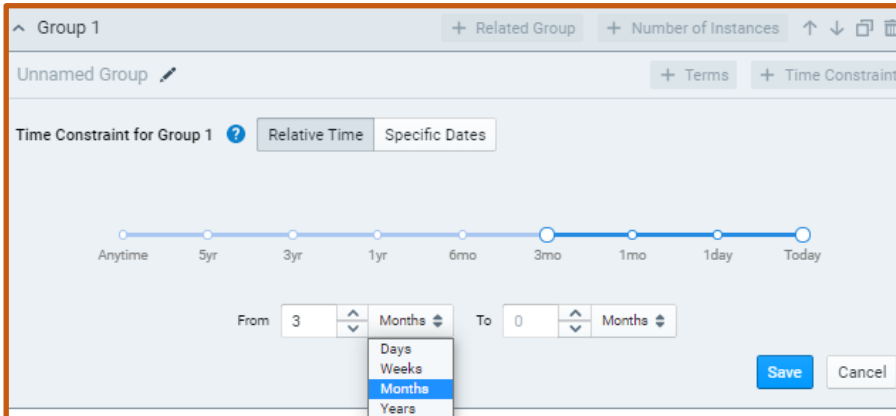 Group 1 + Related Group + Number of Instances
Unnamed Group + Terms + Time Constraint
Time Constraint for Group 1 ? Relative Time Specific Dates
Anytime 5yr 3yr 1yr 6mo 3mo 1mo 1day Today
From 3 Months To 0 Months
Days
Weeks
Months
Save Cancel
Years